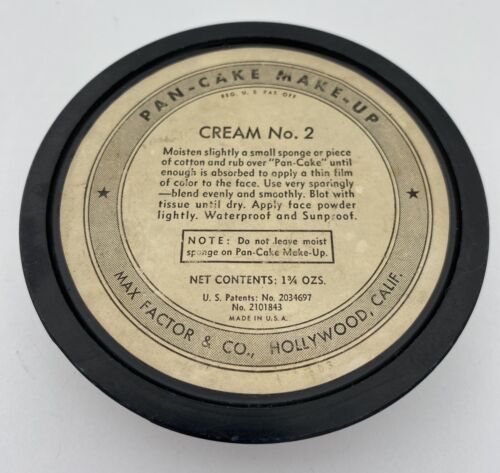 PAN-CAKE MAKE-UP
REG. U. S. PAT. OFF.
CREAM No. 2
Moisten slightly a small sponge or piece
of cotton and rub over "Pan-Cake" until
enough is absorbed to apply a thin film
of color to the face. Use very sparingly
—blend evenly and smoothly. Blot with
tissue until dry. Apply face powder
lightly. Waterproof and Sunproof.
NOTE: Do not leave moist
sponge on Pan-Cake Make-Up.
NET CONTENTS: 1¾ OZS.
U. S. Patents: No. 2034697
No. 2101843
MADE IN U.S.A.
MAX FACTOR & CO., HOLLYWOOD, CALIF.